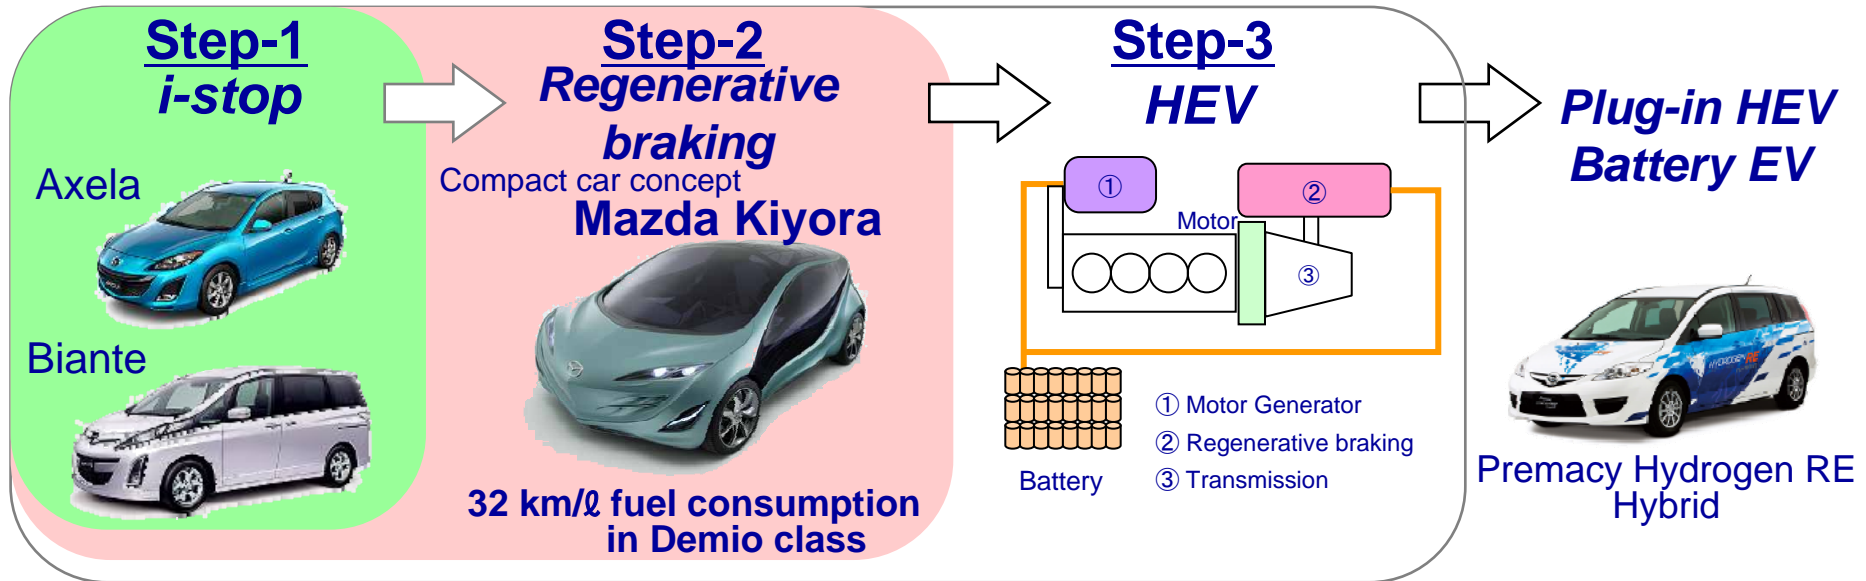 Step-1
i-stop
Axela
Biante
Step-2
Regenerative
braking
Compact car concept
Mazda Kiyora
32 km/ℓ fuel consumption
in Demio class
Step-3
HEV
①
②
Motor
③
Battery
① Motor Generator
② Regenerative braking
③ Transmission
Plug-in HEV
Battery EV
HYDROGEN RE
Premacy Hydrogen RE
Hybrid